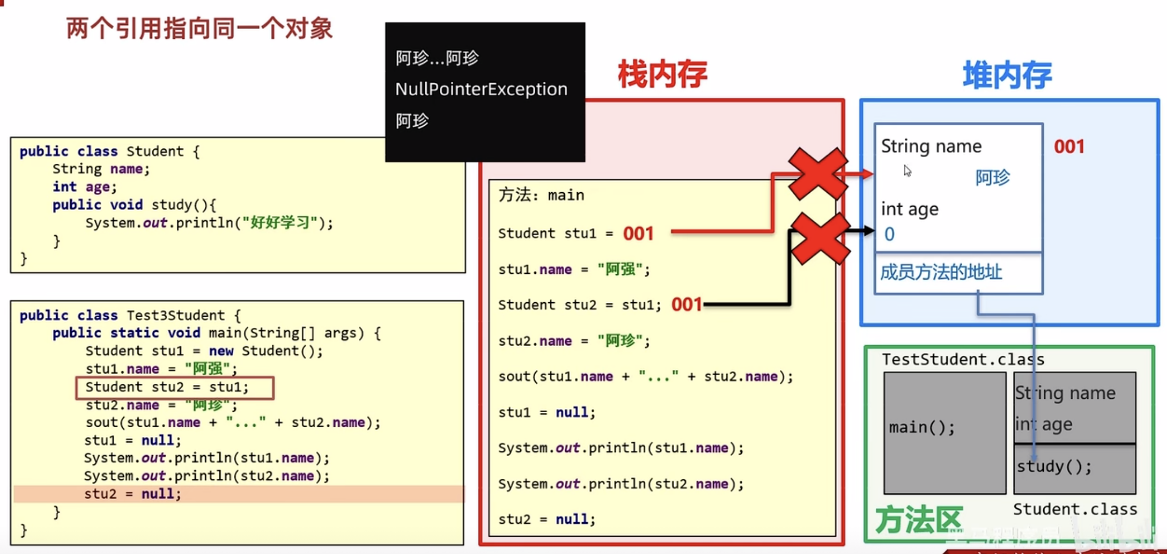 两个引用指向同一个对象
阿珍...阿珍
NullPointerException
阿珍
public class Student {
String name;
int age;
public void study(){
System.out.println("好好学习");
}
}
public class Test3Student {
public static void main(String[] args) {
Student stu1 = new Student();
stu1.name = "阿强";
Student stu2 = stu1;
stu2.name = "阿珍";
sout(stu1.name + "..." + stu2.name);
stu1 = null;
System.out.println(stu1.name);
System.out.println(stu2.name);
stu2 = null;
}
}
栈内存
方法：main
Student stu1 = 001
stu1.name = "阿强";
Student stu2 = stu1; 001
stu2.name = "阿珍";
sout(stu1.name + "..." + stu2.name);
stu1 = null;
System.out.println(stu1.name);
System.out.println(stu2.name);
stu2 = null;
堆内存
String name
001
阿珍
int age
0
成员方法的地址
TestStudent.class
main();
String name
int age
study();
Student.class
方法区